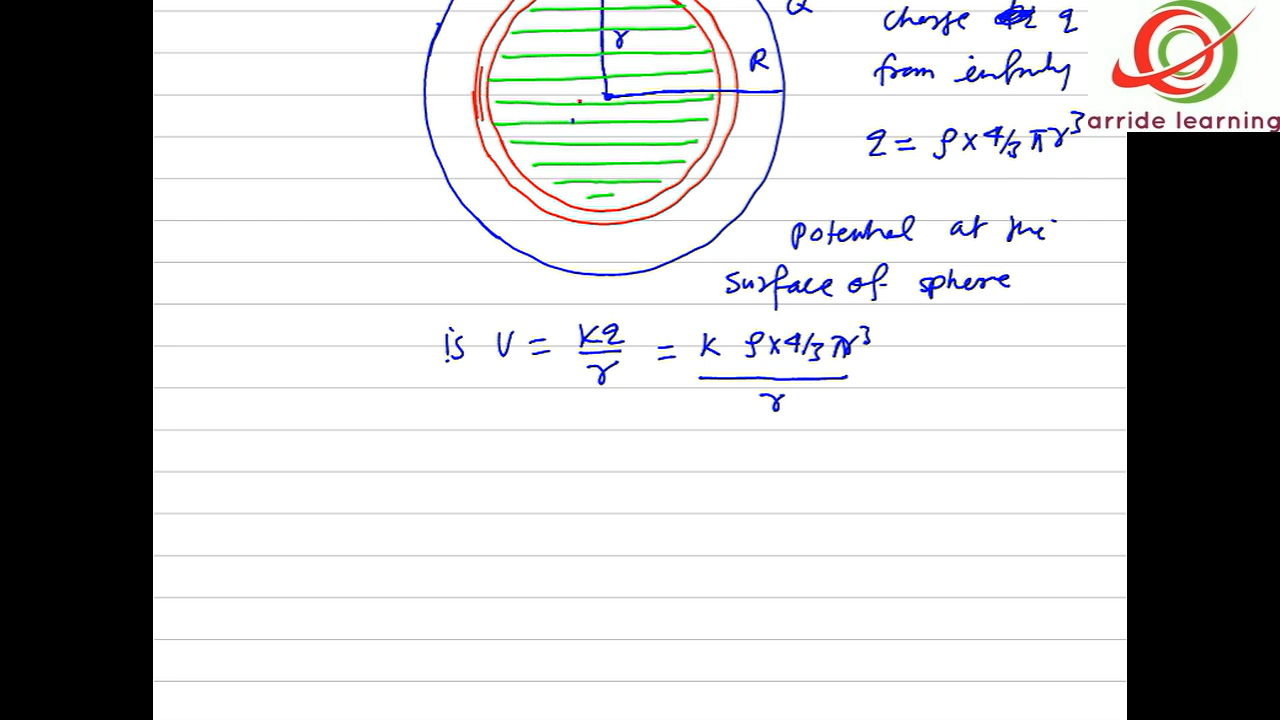 Q
r
R
charge q
from infinity
q = ρ×4/3 πr³
arride learning
potential at the
surface of sphere
is V = kq/r = k ρ×4/3 πr³/r